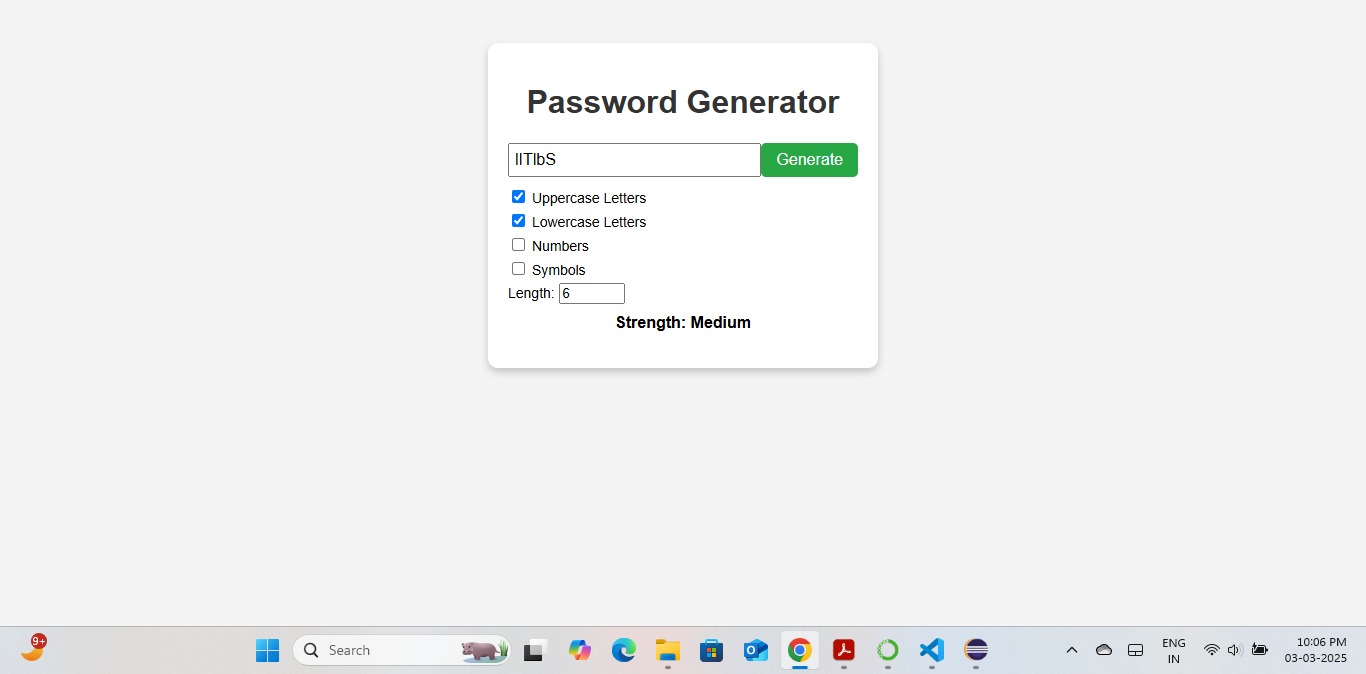 Password Generator
llTlbS Generate
Uppercase Letters
Lowercase Letters
Numbers
Symbols
Length: 6
Strength: Medium
9+
Search
ENG
IN
10:06 PM
03-03-2025